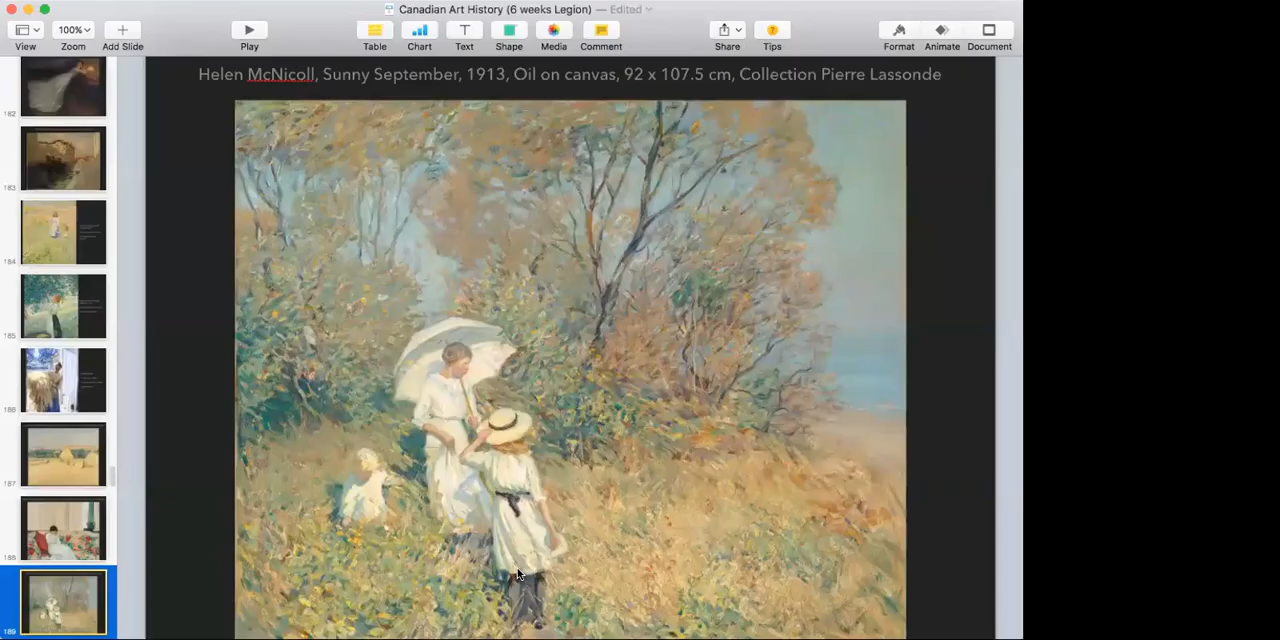 Canadian Art History (6 weeks Legion) — Edited
100%
View
Zoom
Add Slide
Play
Table
Chart
Text
Shape
Media
Comment
Share
Tips
Format
Animate
Document
Helen McNicoll, Sunny September, 1913, Oil on canvas, 92 x 107.5 cm, Collection Pierre Lassonde
182
183
184
185
186
187
188
189